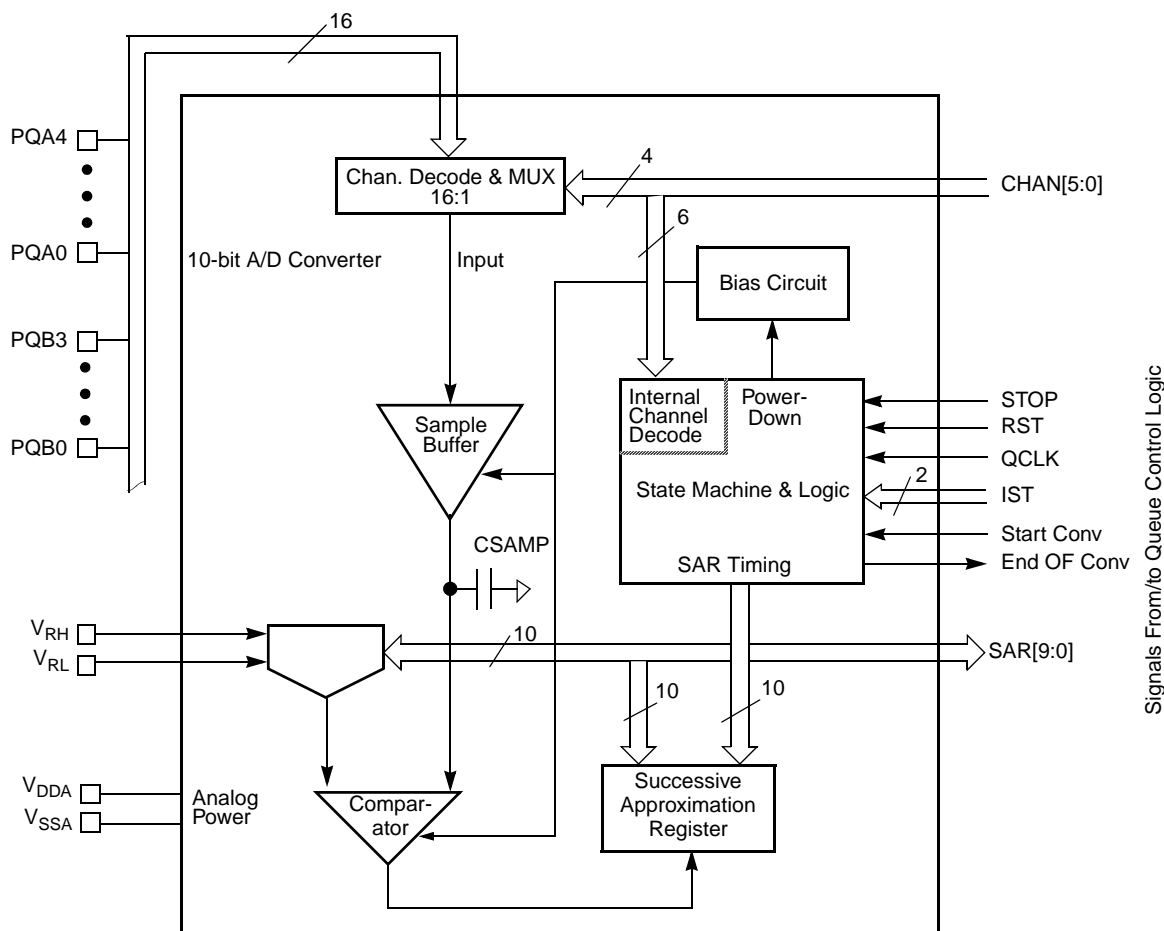 16
PQA4
PQA0
PQB3
PQB0
Chan. Decode & MUX
16:1
4
CHAN[5:0]
6
10-bit A/D Converter
Input
Bias Circuit
Internal
Channel
Decode
Power-
Down
Sample
Buffer
State Machine & Logic
SAR Timing
STOP
RST
QCLK
2
IST
Start Conv
End OF Conv
CSAMP
VRH
VRL
10
SAR[9:0]
10
10
VDDA
VSSA
Analog
Power
Compar-
ator
Successive
Approximation
Register
Signals From/to Queue Control Logic